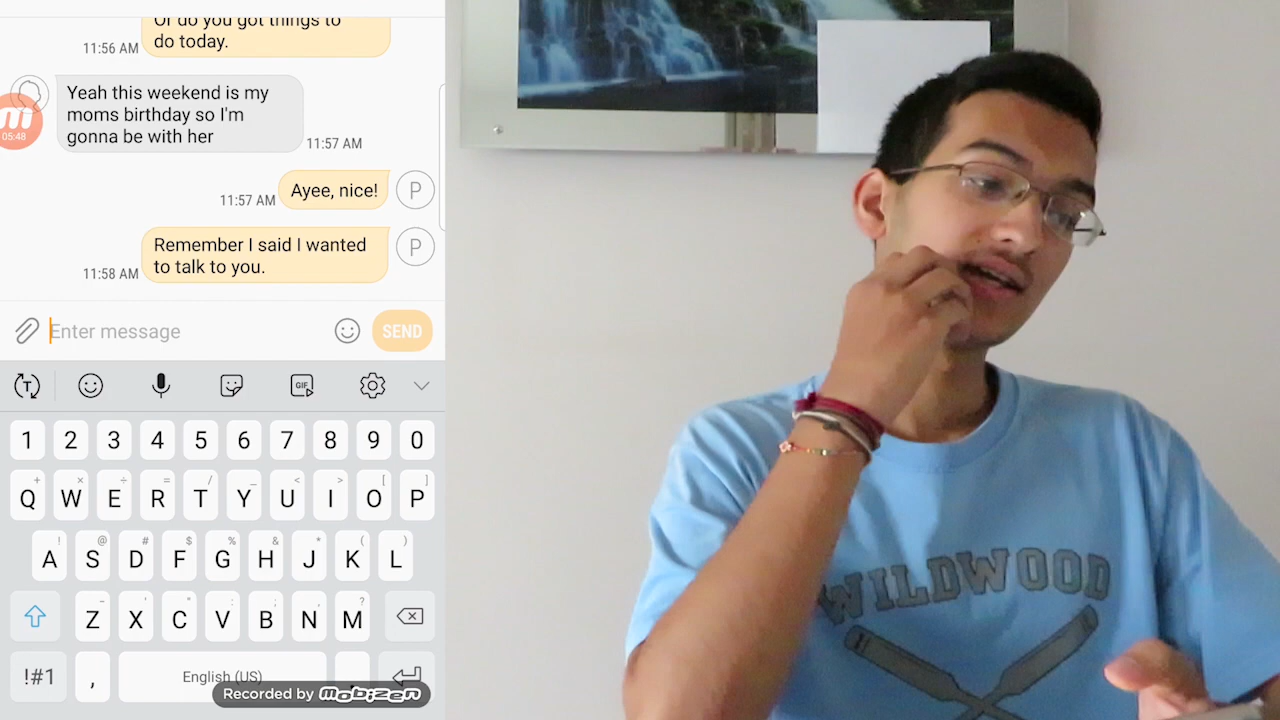 Or do you got things to
do today.
11:56 AM
Yeah this weekend is my
moms birthday so I'm
gonna be with her
11:57 AM
05:48
Ayee, nice!
11:57 AM
P
Remember I said I wanted
to talk to you.
11:58 AM
P
Enter message
SEND
T
GIF
1 2 3 4 5 6 7 8 9 0
+ × ÷ = / _ < > [ ]
Q W E R T Y U I O P
! @ # $ % & * ( )
A S D F G H J K L
- ' " : ; , ?
Z X C V B N M
!#1 , English (US)
Recorded by mobizen
WILDWOOD